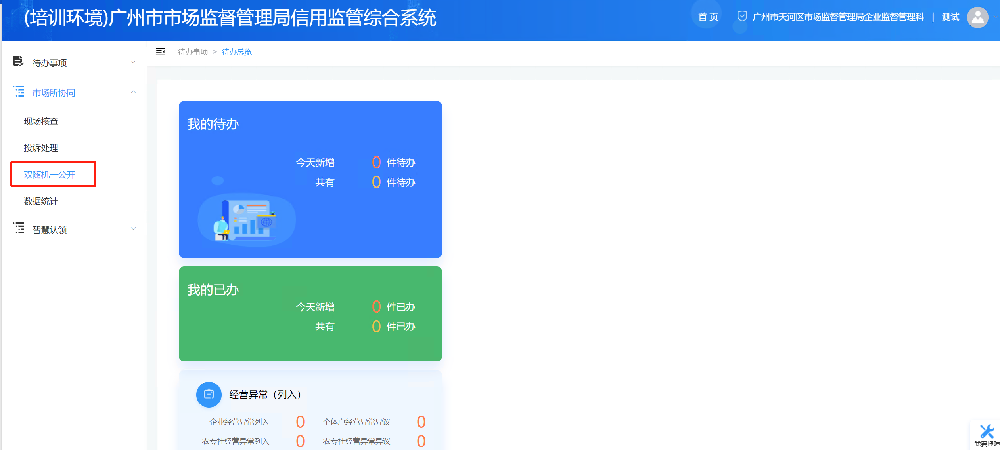 (培训环境)广州市市场监督管理局信用监管综合系统
首页 广州市天河区市场监督管理局企业监督管理科 | 测试
待办事项
市场所协同
现场核查
投诉处理
双随机一公开
数据统计
智慧认领
待办事项 > 待办总览
我的待办
今天新增 0 件待办
共有 0 件待办
我的已办
今天新增 0 件已办
共有 0 件已办
经营异常（列入）
企业经营异常列入 0 个体户经营异常异议 0
农专社经营异常列入 0 农专社经营异常异议 0
我要报障